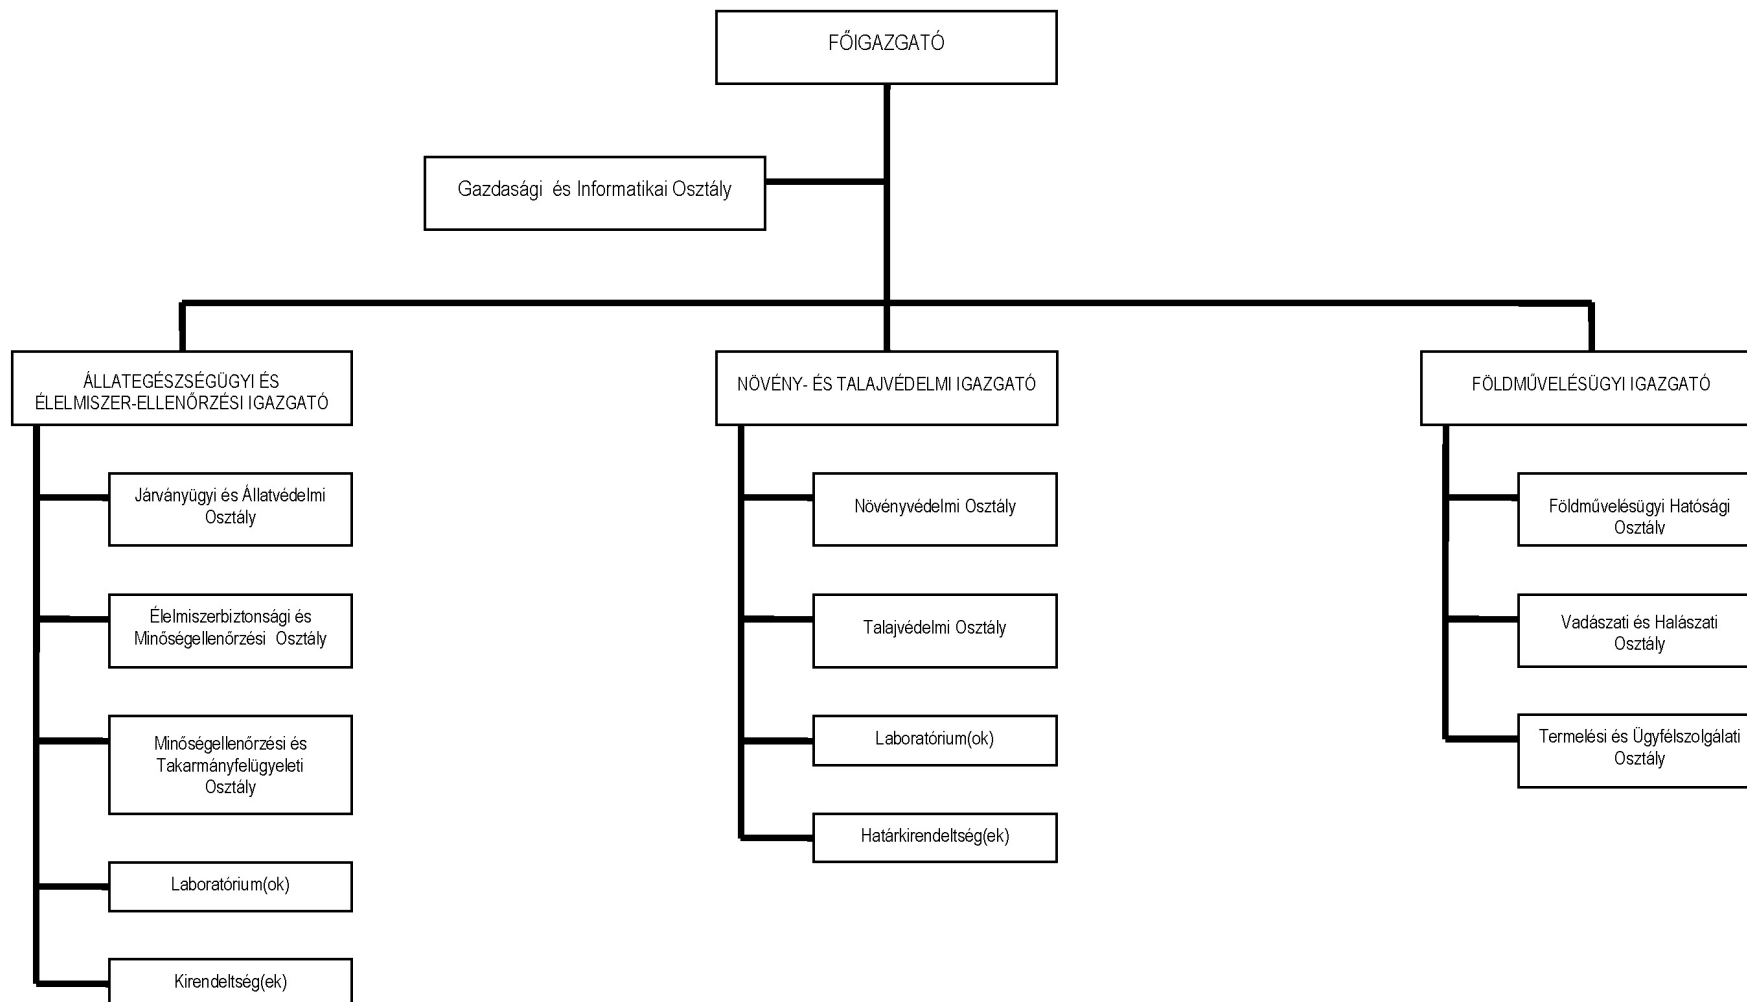 FŐIGAZGATÓ
Gazdasági és Informatikai Osztály
ÁLLATEGÉSZSÉGÜGYI ÉS
ÉLELMISZER-ELLENŐRZÉSI IGAZGATÓ
Járványügyi és Állatvédelmi
Osztály
Élelmiszerbiztonsági és
Minőségellenőrzési Osztály
Minőségellenőrzési és
Takarmányfelügyeleti
Osztály
Laboratórium(ok)
Kirendeltség(ek)
NÖVÉNY- ÉS TALAJVÉDELMI IGAZGATÓ
Növényvédelmi Osztály
Talajvédelmi Osztály
Laboratórium(ok)
Határkirendeltség(ek)
FÖLDMŰVELÉSÜGYI IGAZGATÓ
Földművelésügyi Hatósági
Osztály
Vadászati és Halászati
Osztály
Termelési és Ügyfélszolgálati
Osztály